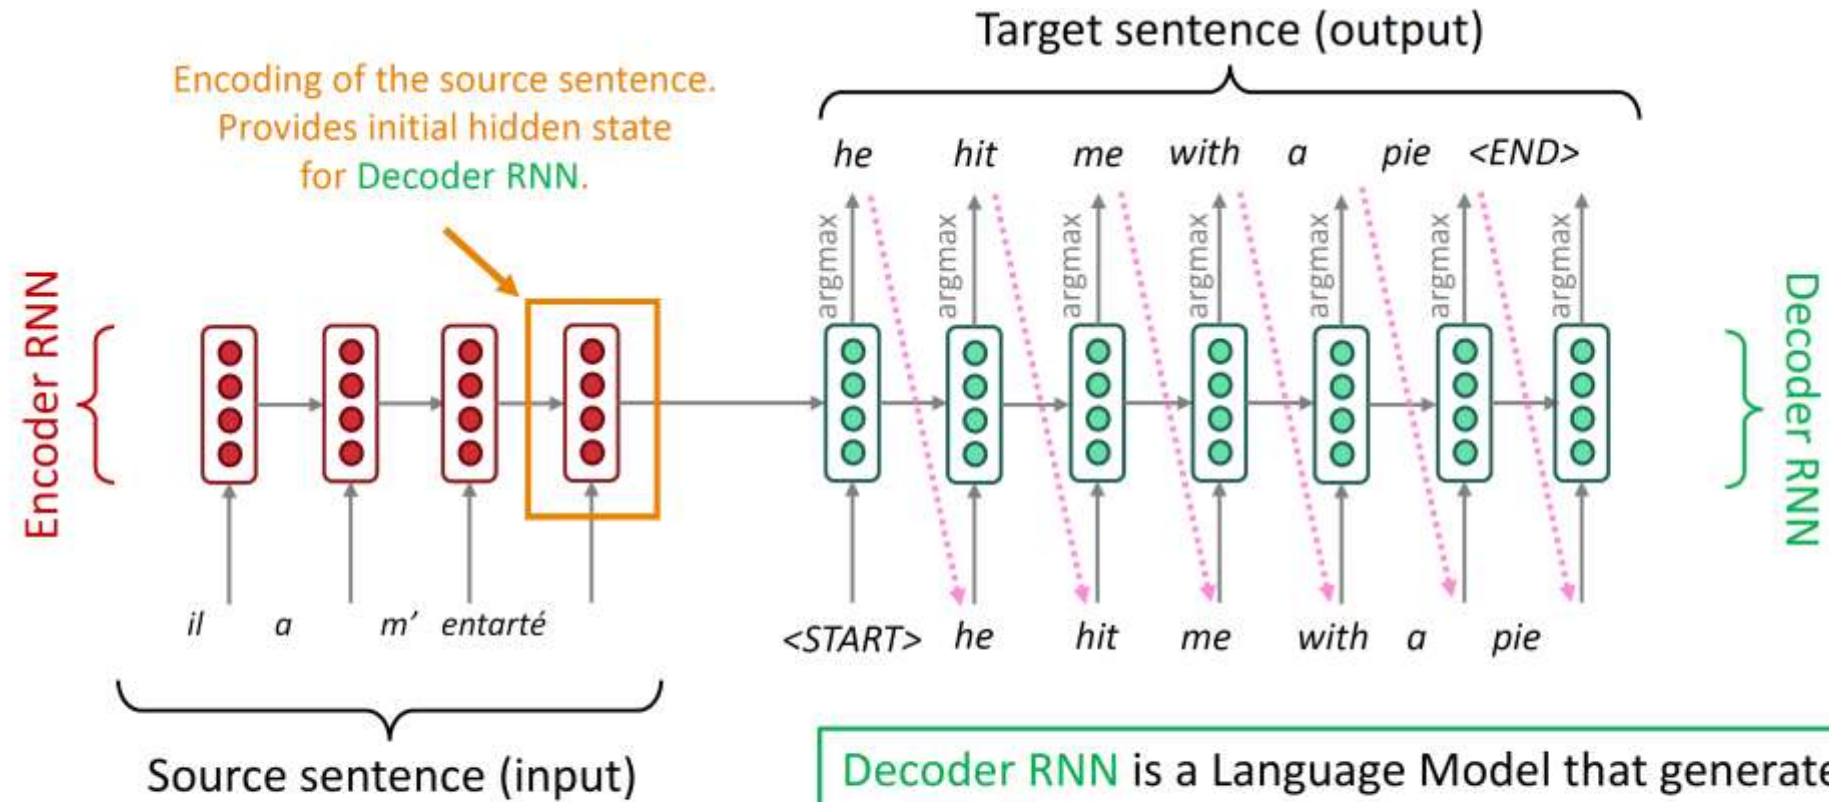 Target sentence (output)
Encoding of the source sentence.
Provides initial hidden state
for Decoder RNN.
he hit me with a pie <END>
argmax argmax argmax argmax argmax argmax argmax
Encoder RNN
Decoder RNN
il a m' entarté
<START> he hit me with a pie
Source sentence (input)
Decoder RNN is a Language Model that generate